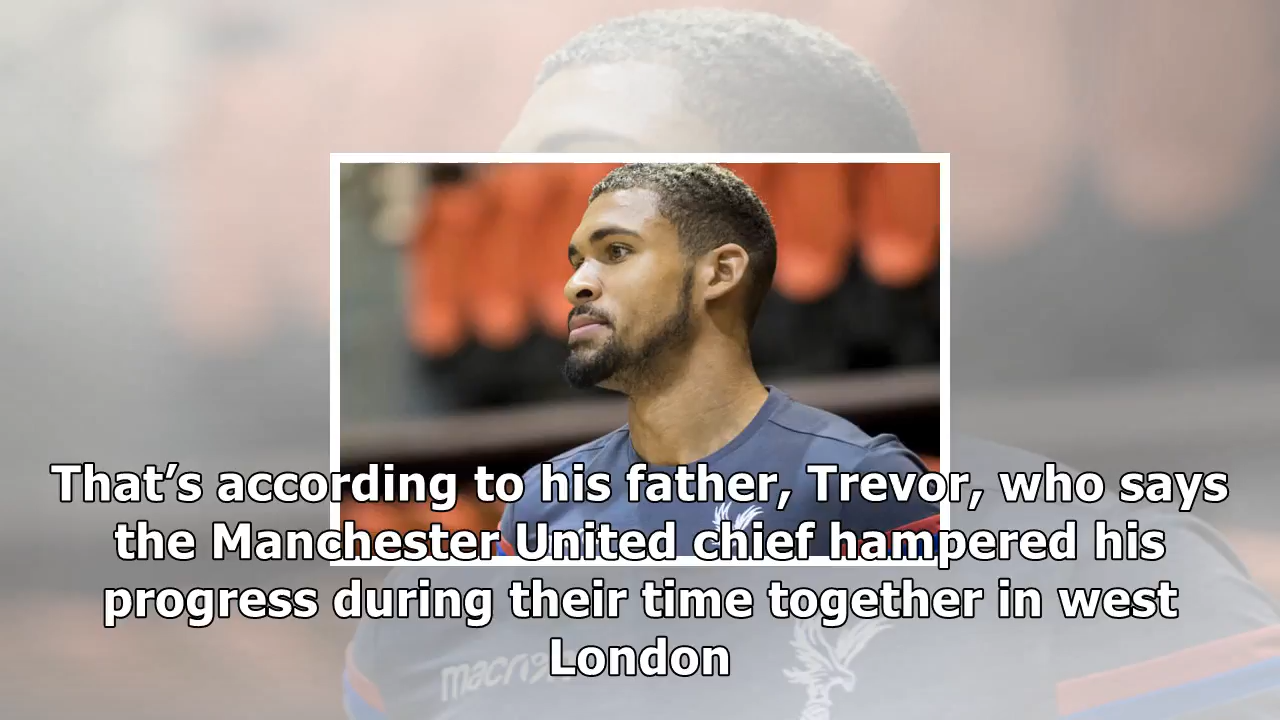 That’s according to his father, Trevor, who says
the Manchester United chief hampered his
progress during their time together in west
London
macron